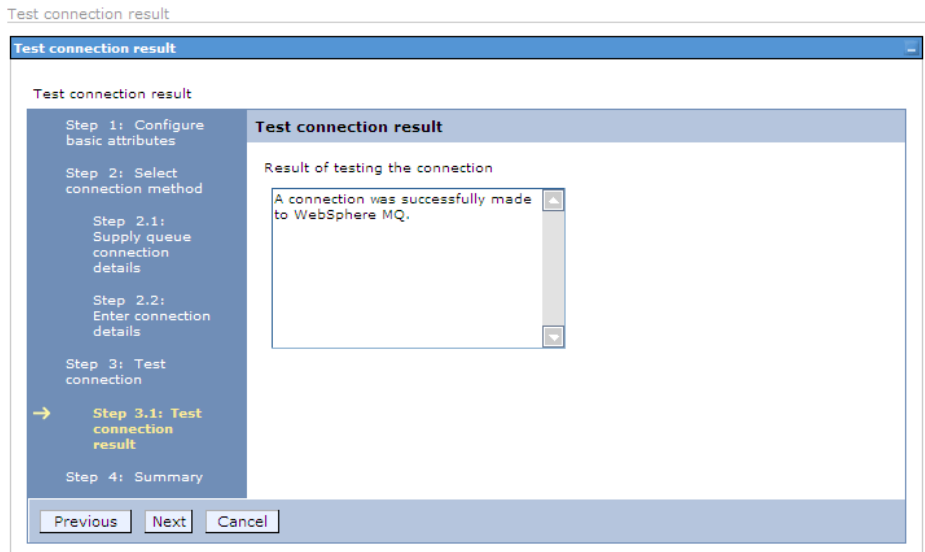 Test connection result
Test connection result
Test connection result
Step 1: Configure
basic attributes
Step 2: Select
connection method
Step 2.1:
Supply queue
connection
details
Step 2.2:
Enter connection
details
Step 3: Test
connection
Step 3.1: Test
connection
result
Step 4: Summary
Test connection result
Result of testing the connection
A connection was successfully made
to WebSphere MQ.
Previous Next Cancel